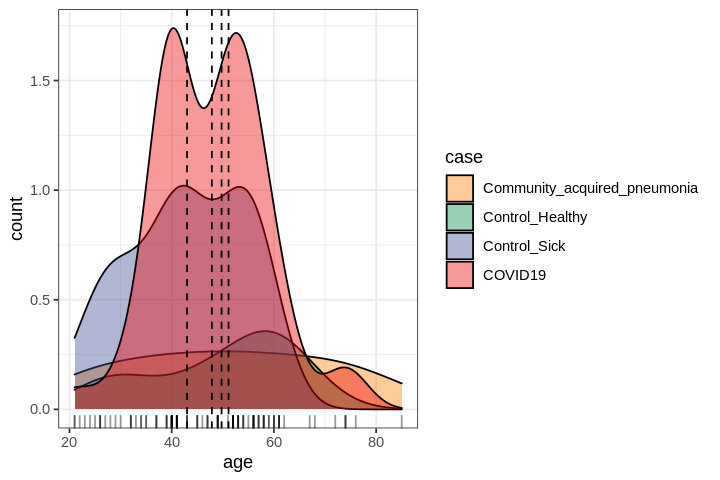 1.5
1.0
0.5
0.0
count
20
40
60
80
age
case
Community_acquired_pneumonia
Control_Healthy
Control_Sick
COVID19